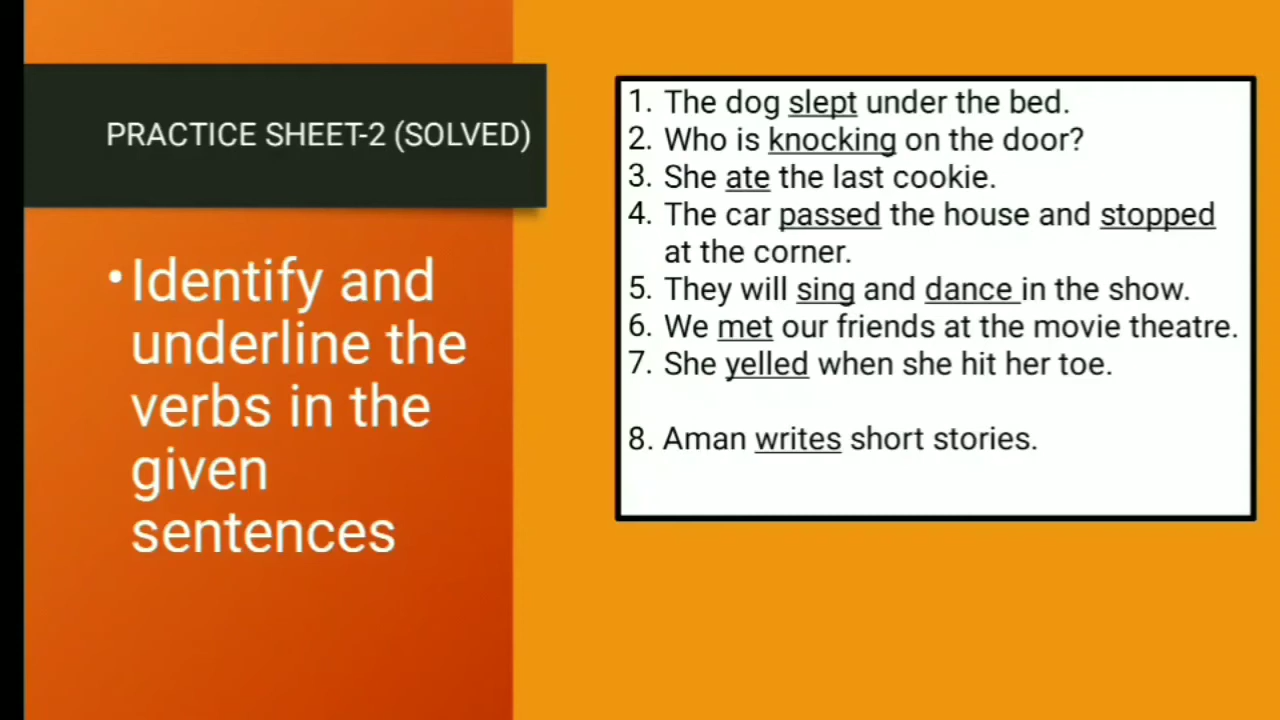 PRACTICE SHEET-2 (SOLVED)
•Identify and
underline the
verbs in the
given
sentences
1. The dog slept under the bed.
2. Who is knocking on the door?
3. She ate the last cookie.
4. The car passed the house and stopped
at the corner.
5. They will sing and dance in the show.
6. We met our friends at the movie theatre.
7. She yelled when she hit her toe.
8. Aman writes short stories.